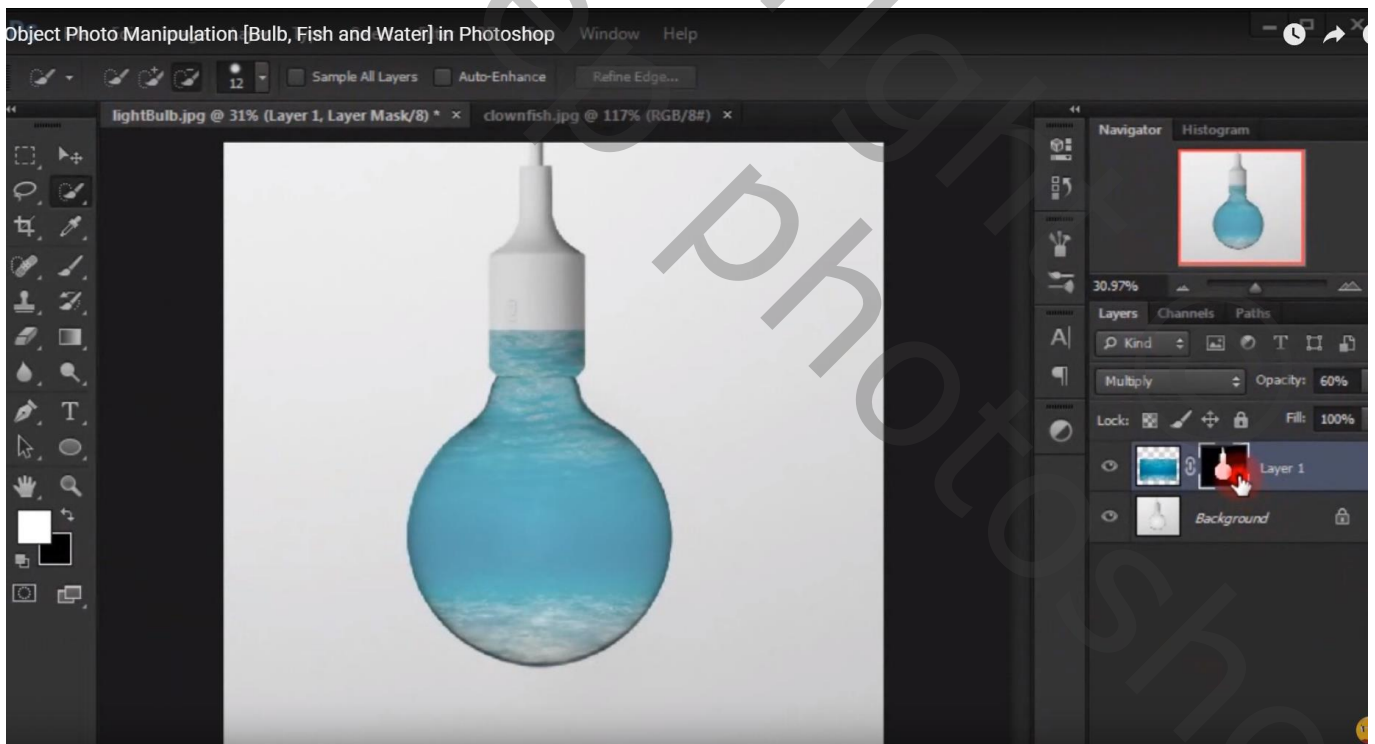 Object Photo Manipulation [Bulb, Fish and Water] in Photoshop
Window Help
12 Sample All Layers Auto-Enhance Refine Edge...
lightBulb.jpg @ 31% (Layer 1, Layer Mask/8) * × clownfish.jpg @ 117% (RGB/8#) ×
Navigator Histogram
30.97%
Layers Channels Paths
Kind
Multiply Opacity: 60%
Lock: Fill: 100%
Layer 1
Background
photo
photosho